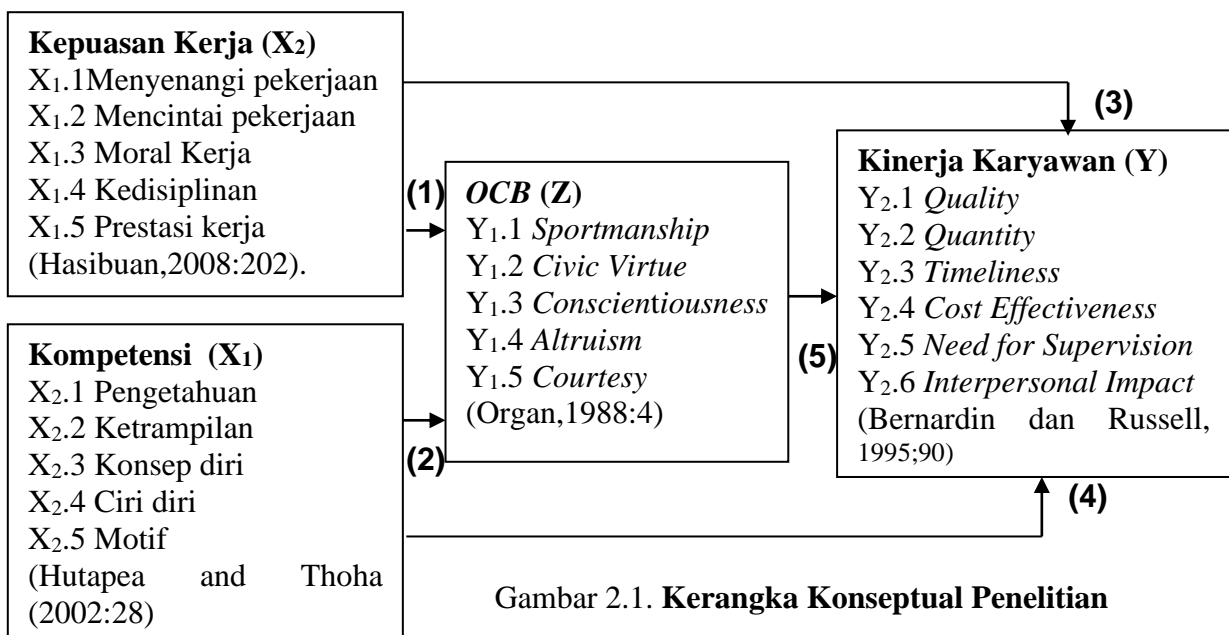 Kepuasan Kerja (X₂)
X₁.1Menyenangi pekerjaan
X₁.2 Mencintai pekerjaan
X₁.3 Moral Kerja
X₁.4 Kedisiplinan
X₁.5 Prestasi kerja
(Hasibuan,2008:202).
Kompetensi (X₁)
X₂.1 Pengetahuan
X₂.2 Ketrampilan
X₂.3 Konsep diri
X₂.4 Ciri diri
X₂.5 Motif
(Hutapea and Thoha
(2002:28)
(1)
(2)
OCB (Z)
Y₁.1 Sportmanship
Y₁.2 Civic Virtue
Y₁.3 Conscientiousness
Y₁.4 Altruism
Y₁.5 Courtesy
(Organ,1988:4)
(3)
(5)
Kinerja Karyawan (Y)
Y₂.1 Quality
Y₂.2 Quantity
Y₂.3 Timeliness
Y₂.4 Cost Effectiveness
Y₂.5 Need for Supervision
Y₂.6 Interpersonal Impact
(Bernardin dan Russell,
1995;90)
(4)
Gambar 2.1. Kerangka Konseptual Penelitian